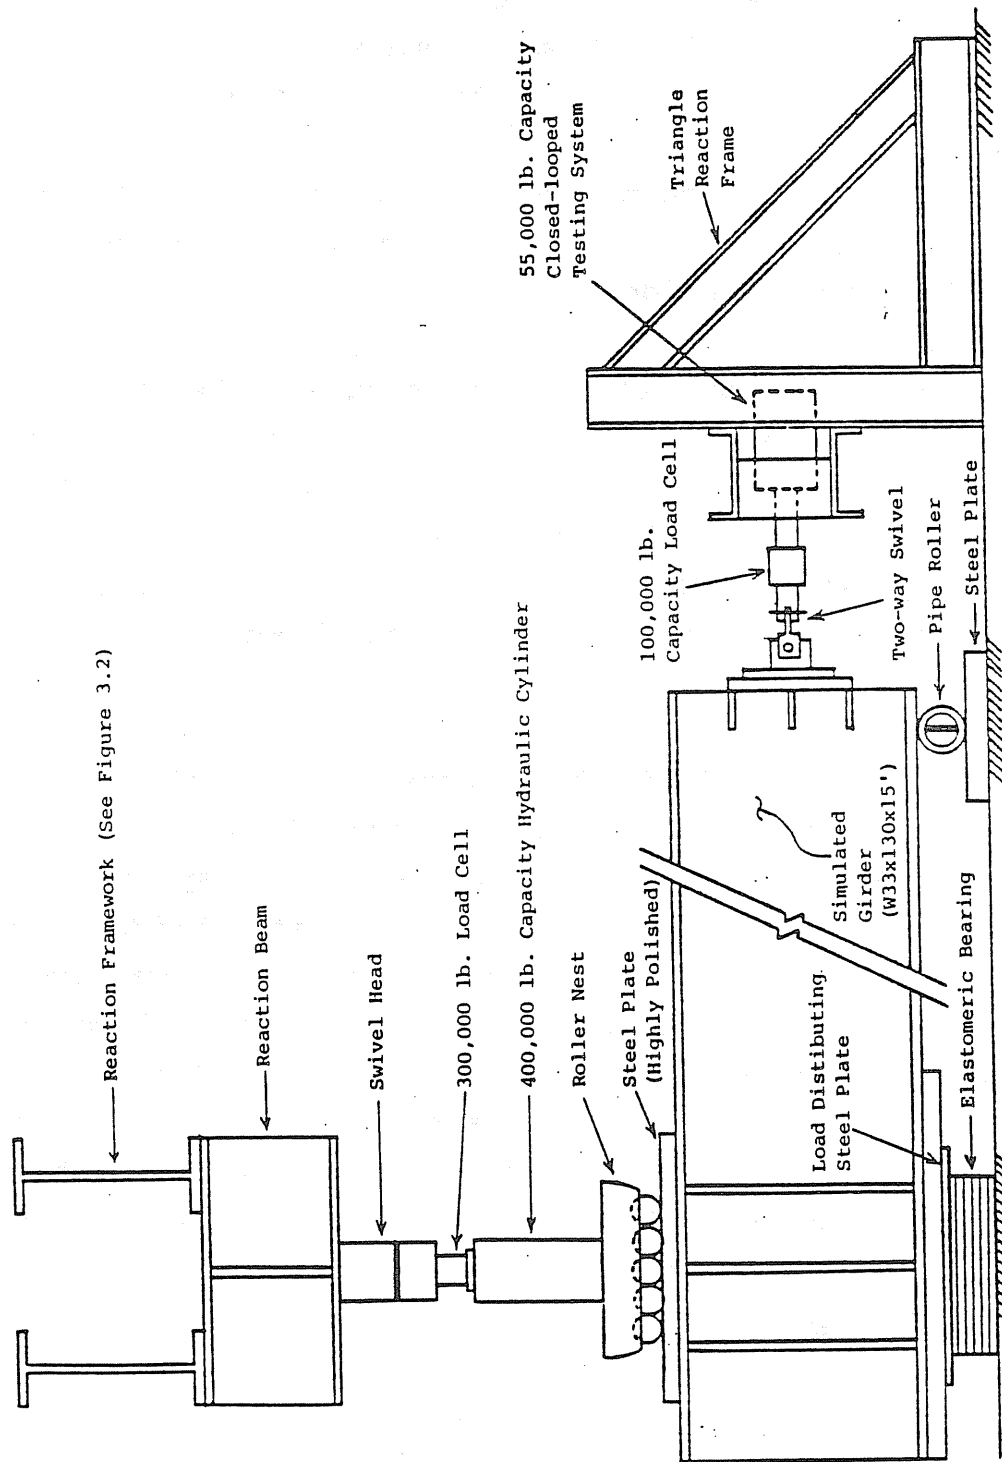 Reaction Framework (See Figure 3.2)
Reaction Beam
Swivel Head
300,000 lb. Load Cell
400,000 lb. Capacity Hydraulic Cylinder
Roller Nest
Steel Plate
(Highly Polished)
Load Distibuting
Steel Plate
Elastomeric Bearing
Simulated
Girder
(W33x130x15')
100,000 lb.
Capacity Load Cell
Two-way Swivel
Pipe Roller
Steel Plate
55,000 lb. Capacity
Closed-looped
Testing System
Triangle
Reaction
Frame